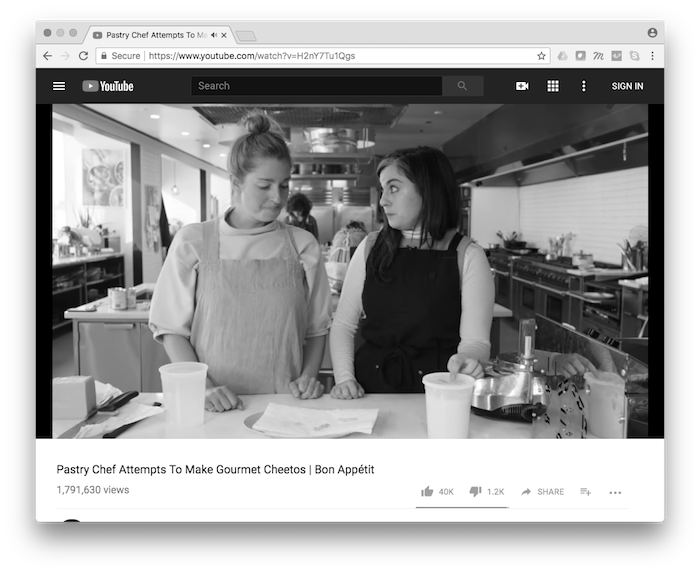 Pastry Chef Attempts To Ma
Secure https://www.youtube.com/watch?v=H2nY7Tu1Qgs
YouTube Search SIGN IN
Pastry Chef Attempts To Make Gourmet Cheetos | Bon Appétit
1,791,630 views
40K 1.2K SHARE